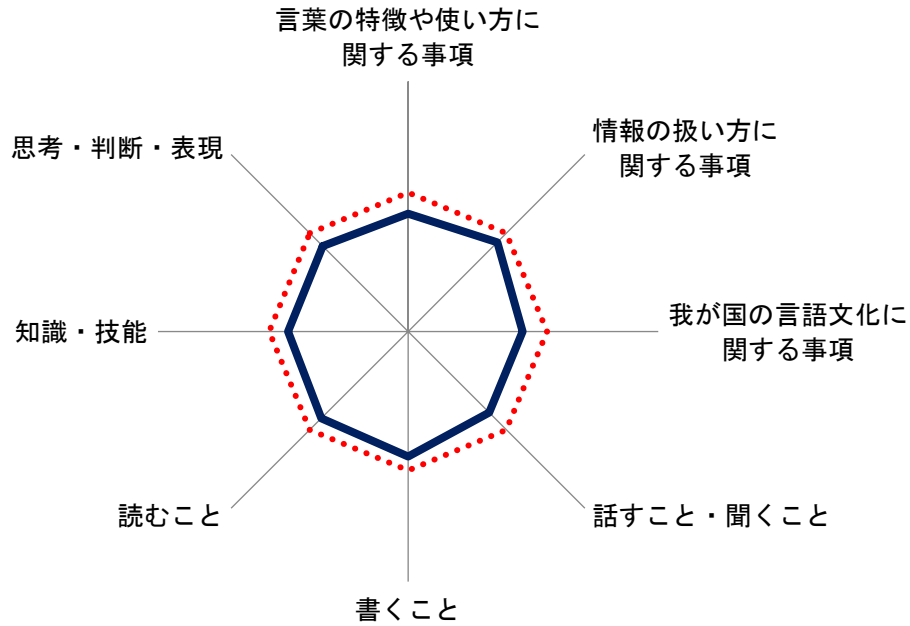 言葉の特徴や使い方に
関する事項
情報の扱い方に
関する事項
我が国の言語文化に
関する事項
話すこと・聞くこと
書くこと
読むこと
知識・技能
思考・判断・表現